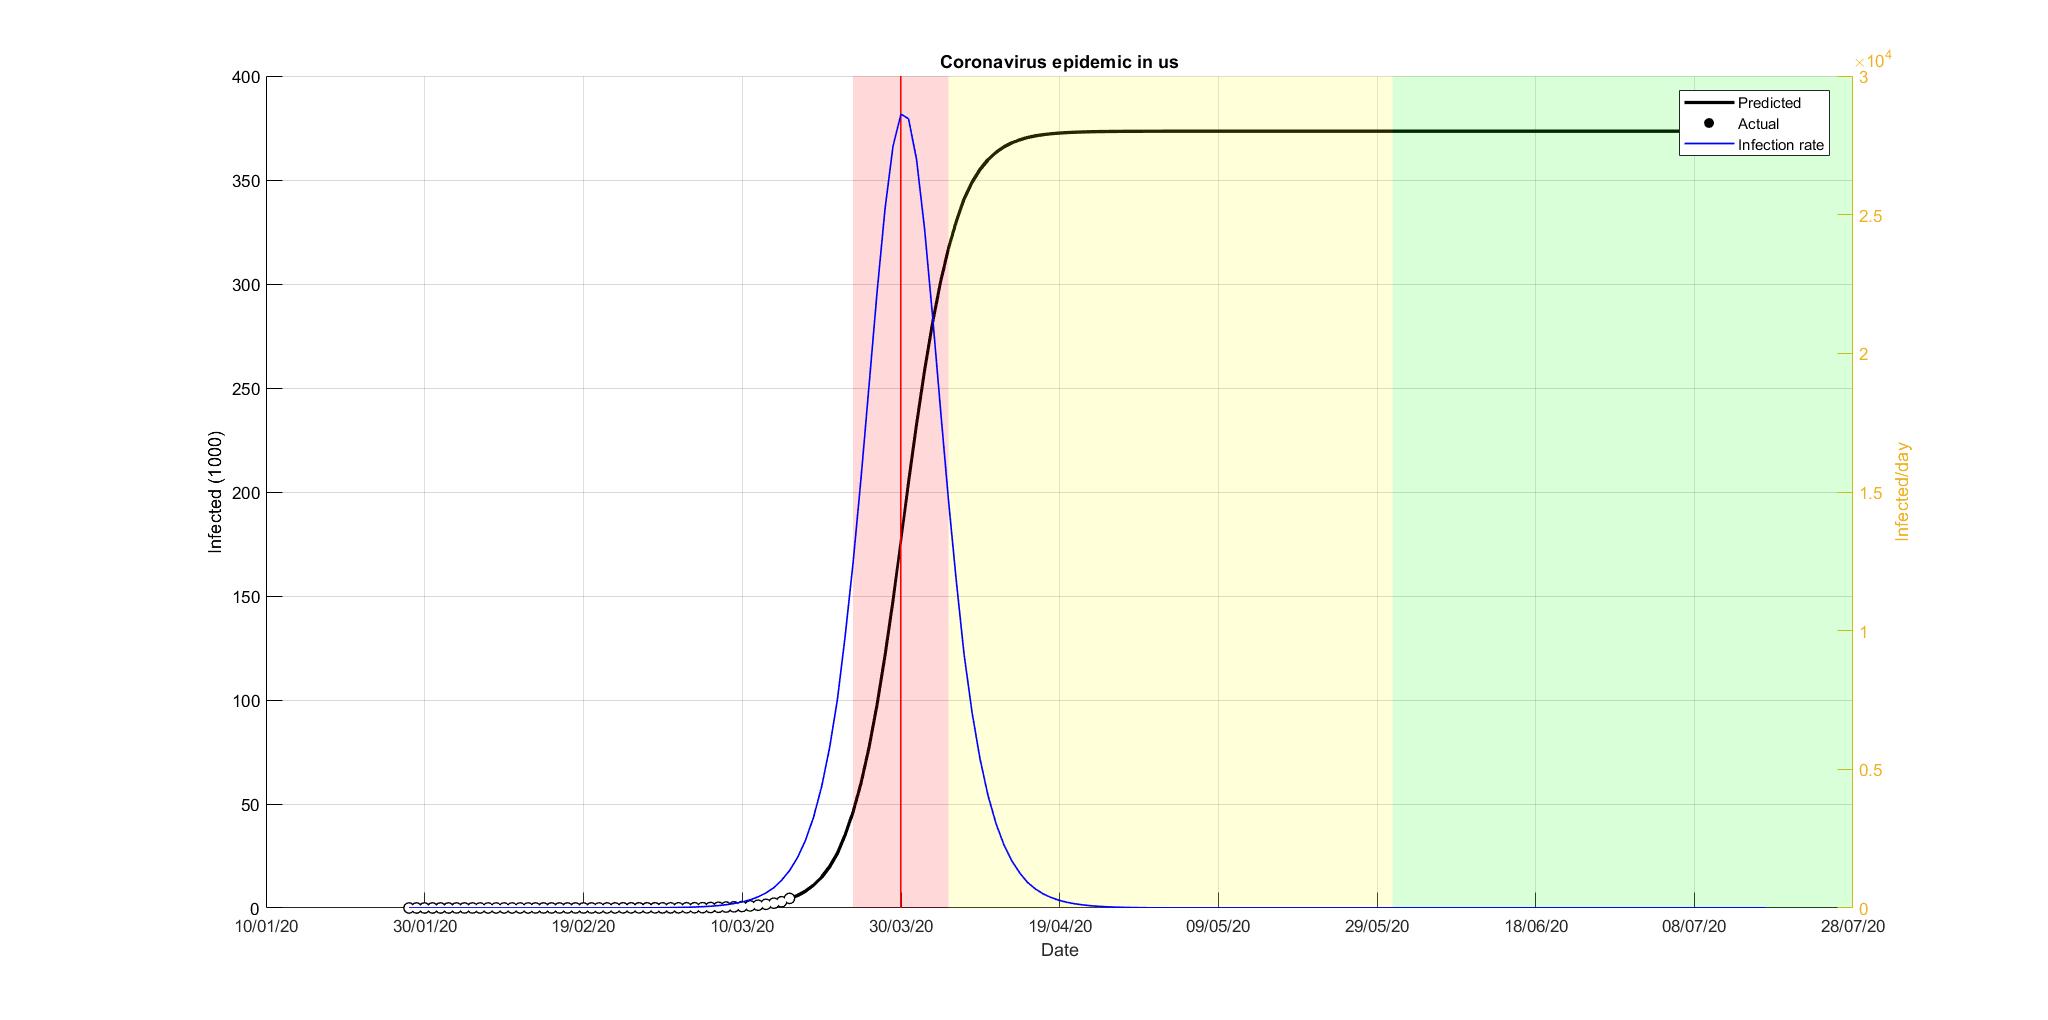 Coronavirus epidemic in us
×10⁴
400
350
300
250
200
150
100
50
0
Infected (1000)
3
2.5
2
1.5
1
0.5
0
Infected/day
Predicted
Actual
Infection rate
10/01/20 30/01/20 19/02/20 10/03/20 30/03/20 19/04/20 09/05/20 29/05/20 18/06/20 08/07/20 28/07/20
Date